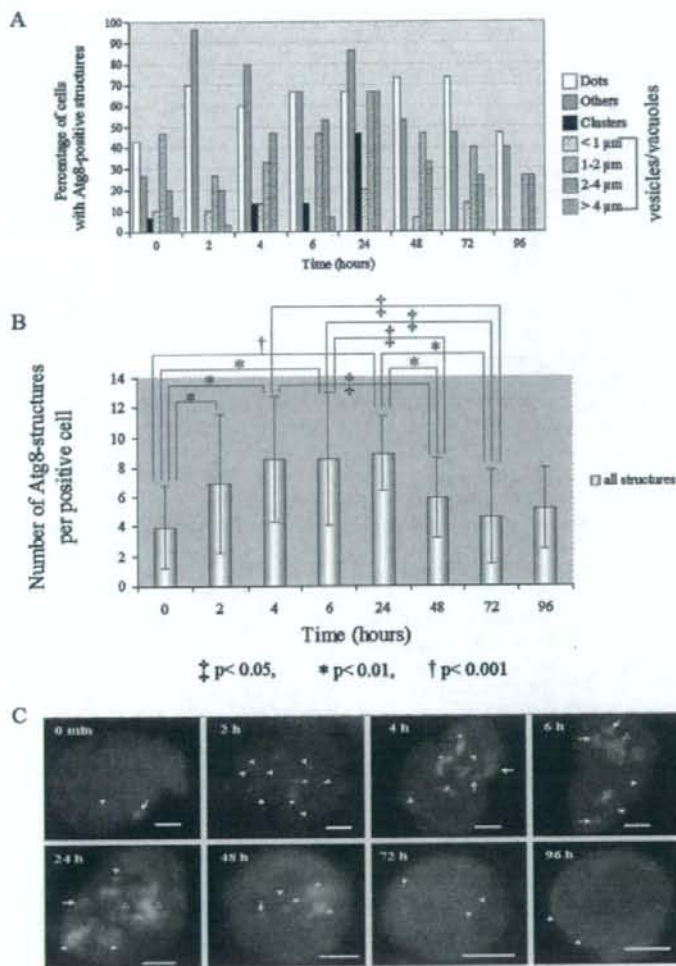 A
Percentage of cells
with Atg8-positive structures
100
90
80
70
60
50
40
30
20
10
0
0 2 4 6 24 48 72 96
Time (hours)
Dots
Others
Clusters
< 1 µm
1-2 µm
2-4 µm
> 4 µm
vesicles/vacuoles
B
‡
‡
‡
† *
* *
* ‡
*
Number of Atg8-structures
per positive cell
14
12
10
8
6
4
2
0
0 2 4 6 24 48 72 96
Time (hours)
all structures
‡ p< 0.05, * p< 0.01, † p< 0.001
C
0 min 2 h 4 h 6 h
24 h 48 h 72 h 96 h